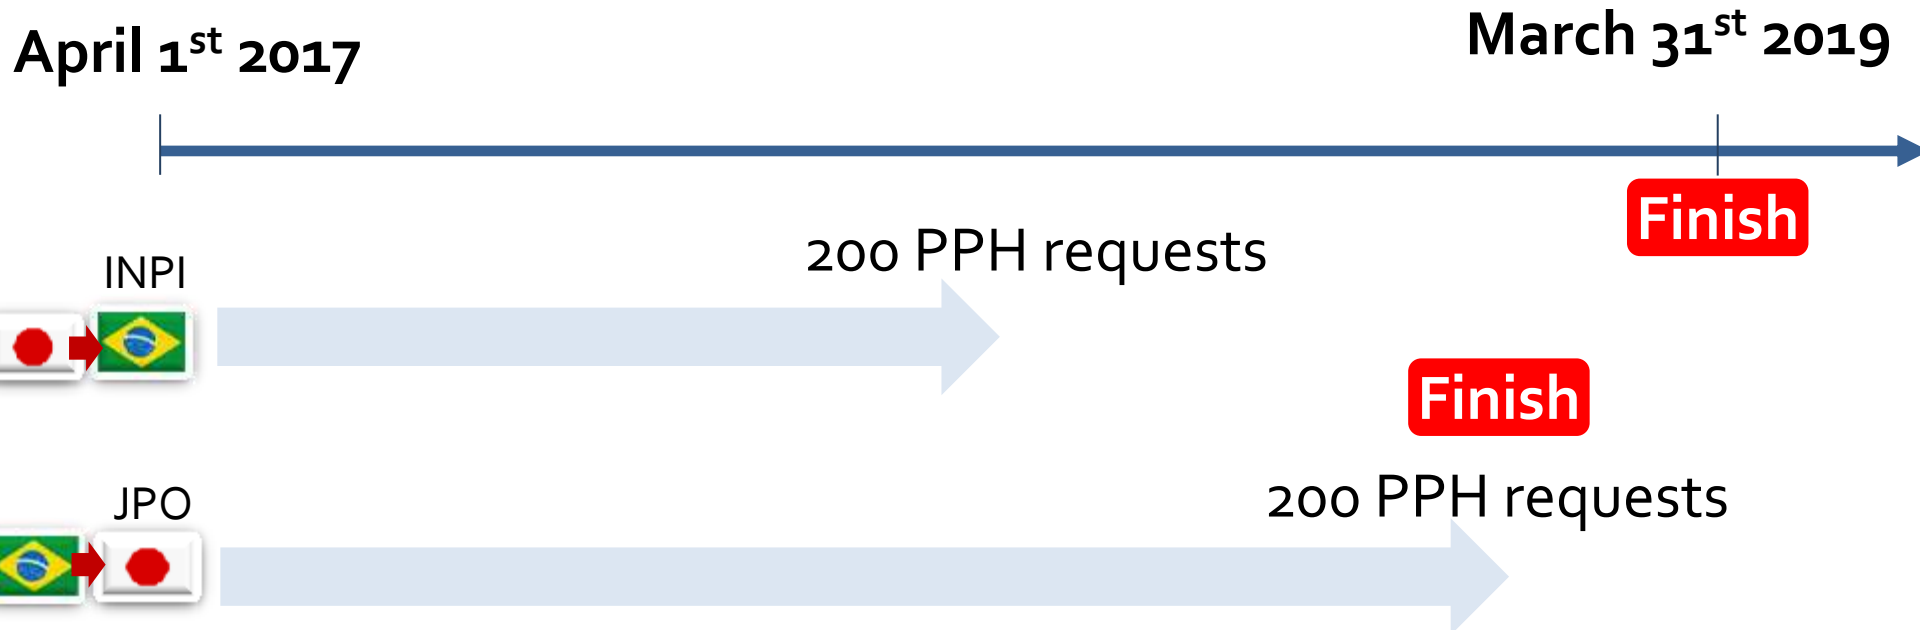 April 1st 2017
March 31st 2019
Finish
200 PPH requests
INPI
Finish
200 PPH requests
JPO